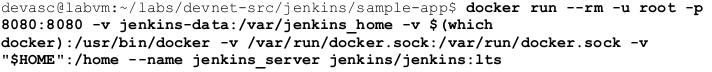 devasc@labvm:~/labs/devnet-src/jenkins/sample-app$ docker run --rm -u root -p
8080:8080 -v jenkins-data:/var/jenkins_home -v $(which
docker):/usr/bin/docker -v /var/run/docker.sock:/var/run/docker.sock -v
"$HOME":/home --name jenkins_server jenkins/jenkins:lts